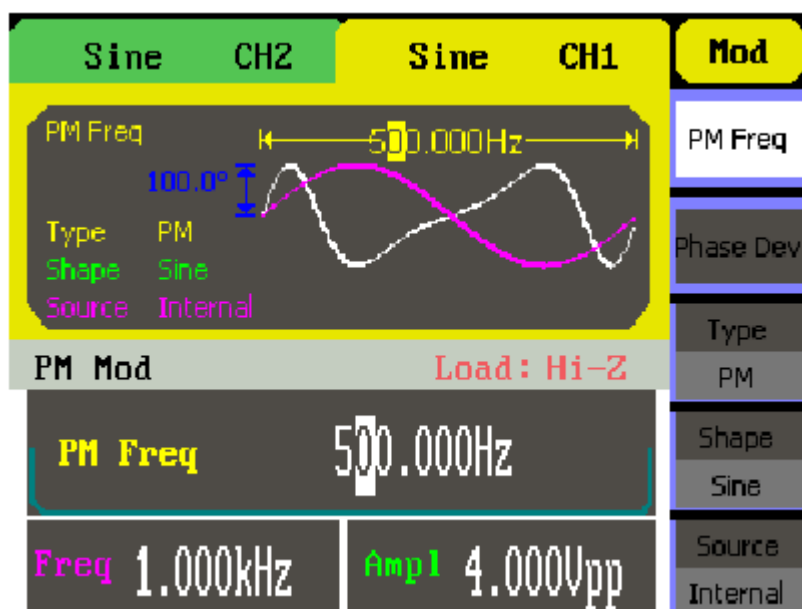 Sine CH2
Sine CH1
Mod
PM Freq
500.000Hz
100.0°
Type PM
Shape Sine
Source Internal
PM Mod
Load: Hi-Z
PM Freq 500.000Hz
Freq 1.000kHz
Ampl 4.000Vpp
PM Freq
Phase Dev
Type
PM
Shape
Sine
Source
Internal